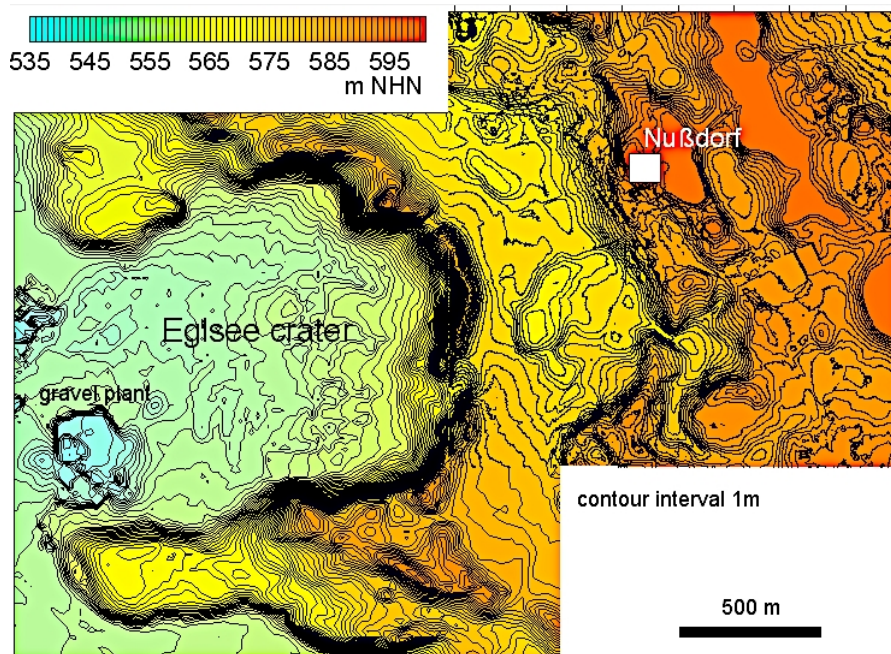 535 545 555 565 575 585 595
m NHN
Nußdorf
Eglsee crater
gravel plant
contour interval 1m
500 m